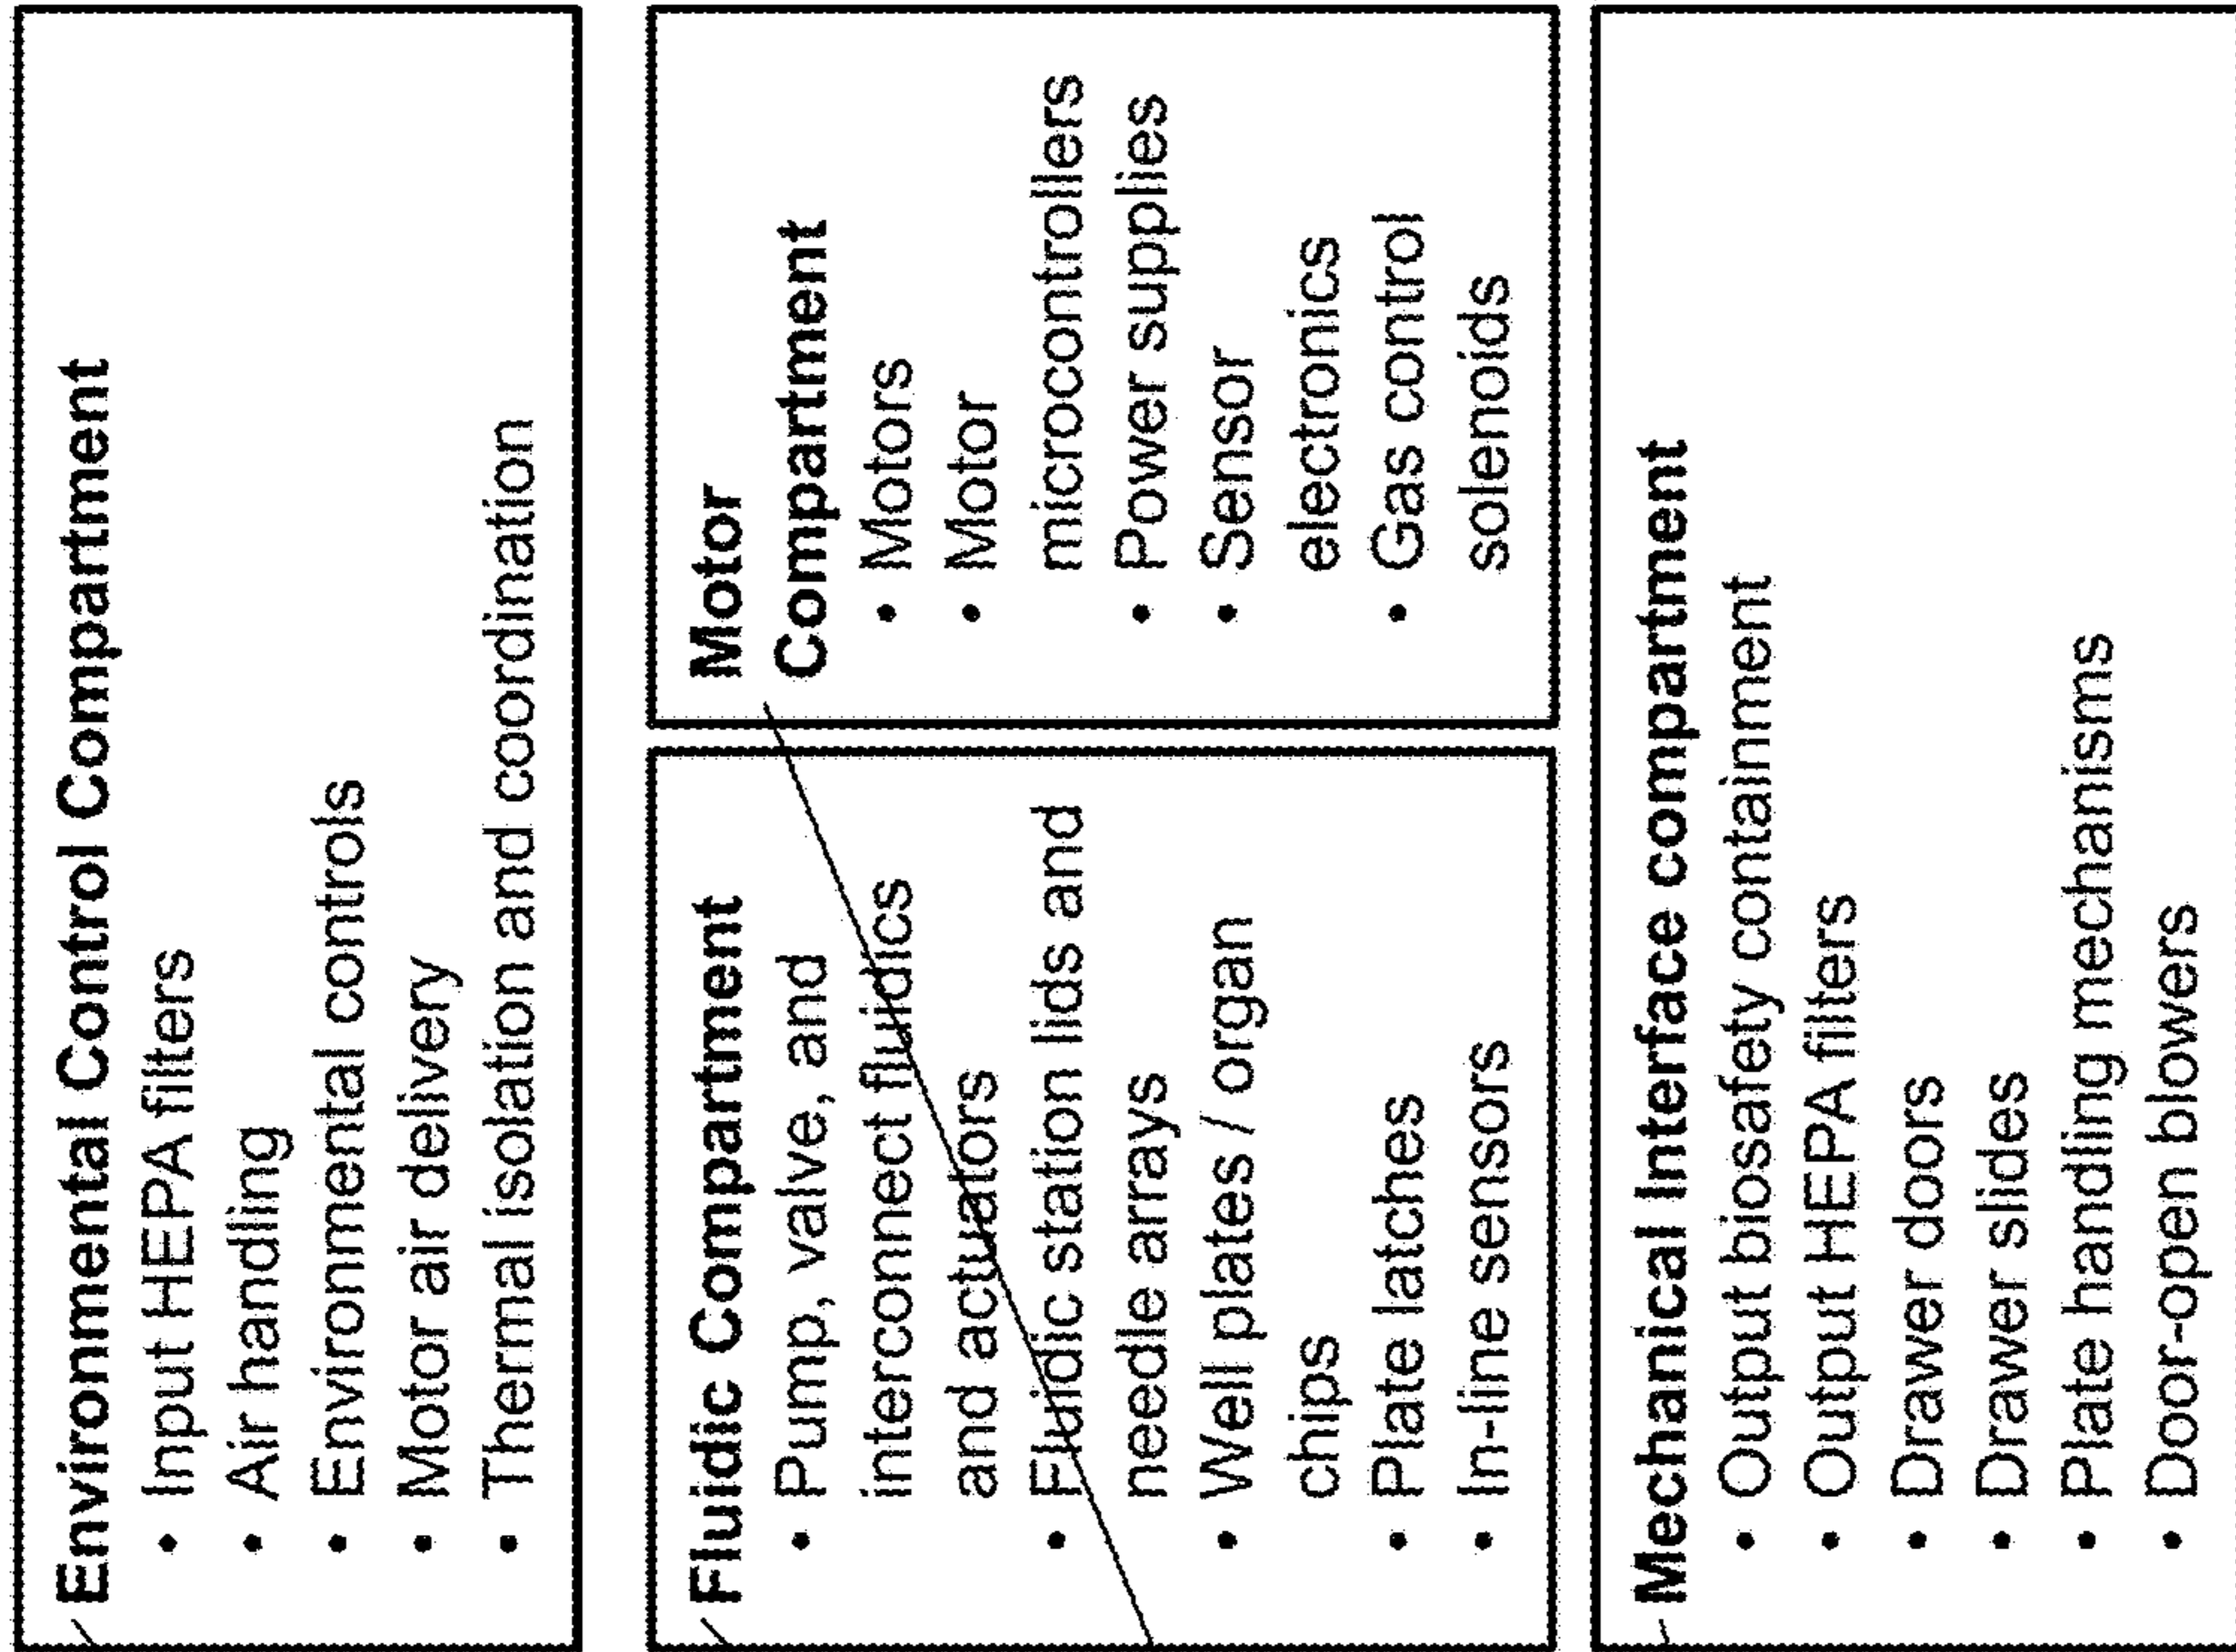 Environmental Control Compartment
• Input HEPA filters
• Air handling
• Environmental controls
• Motor air delivery
• Thermal isolation and coordination
Fluidic Compartment
• Pump, valve, and
interconnect fluidics
and actuators
• Fluidic station lids and
needle arrays
• Well plates / organ
chips
• Plate latches
• In-line sensors
Motor
Compartment
• Motors
• Motor
microcontrollers
• Power supplies
• Sensor
electronics
• Gas control
solenoids
Mechanical Interface compartment
• Output biosafety containment
• Output HEPA filters
• Drawer doors
• Drawer slides
• Plate handling mechanisms
• Door-open blowers